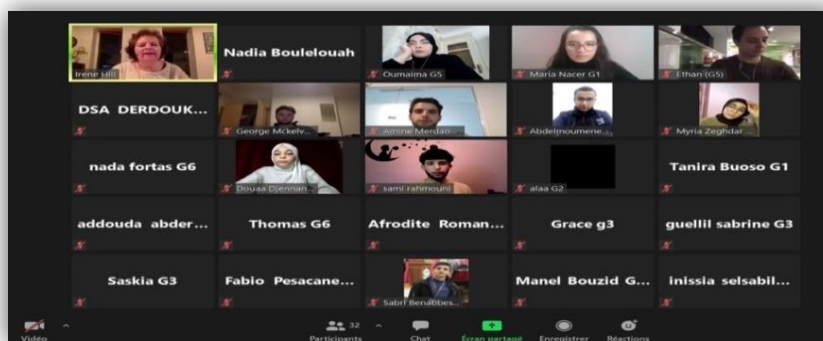 Irene Hill
Nadia Boulelouah
Oumaima G5
Maria Nacer G1
Ethan (G5)
DSA DERDOUK...
George Mckelv...
Amine Merdao...
Abdelmoumene...
Myria Zeghdar...
nada fortas G6
Douaa Djennan...
sami rahmouni
alaa G2
Tanira Buoso G1
addouda abder...
Thomas G6
Afrodite Roman...
Grace g3
guellil sabrine G3
Saskia G3
Fabio Pesacane...
Sabri Benabbes...
Manel Bouzid G...
inissia selsabil...
Vidéo
Participants 32
Chat
Écran partagé
Enregistrer
Réactions